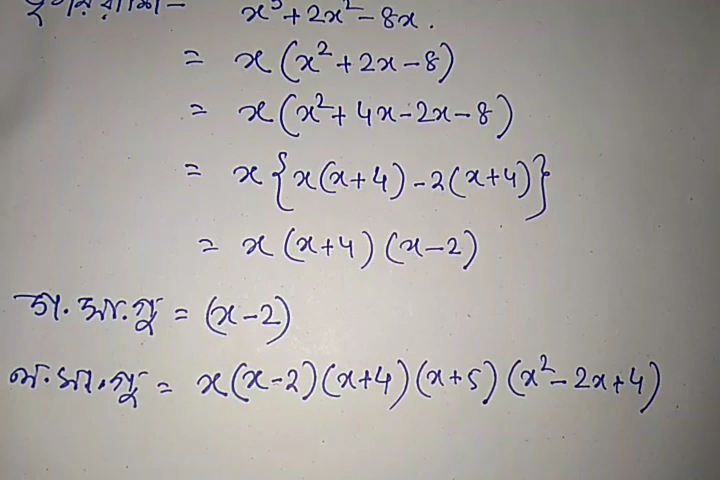 x³ + 2x² - 8x.
= x(x² + 2x - 8)
= x(x² + 4x - 2x - 8)
= x{x(x+4) - 2(x+4)}
= x(x+4)(x-2)
গ.সা.গু = (x-2)
ল.সা.গু = x(x-2)(x+4)(x+5)(x² - 2x + 4)